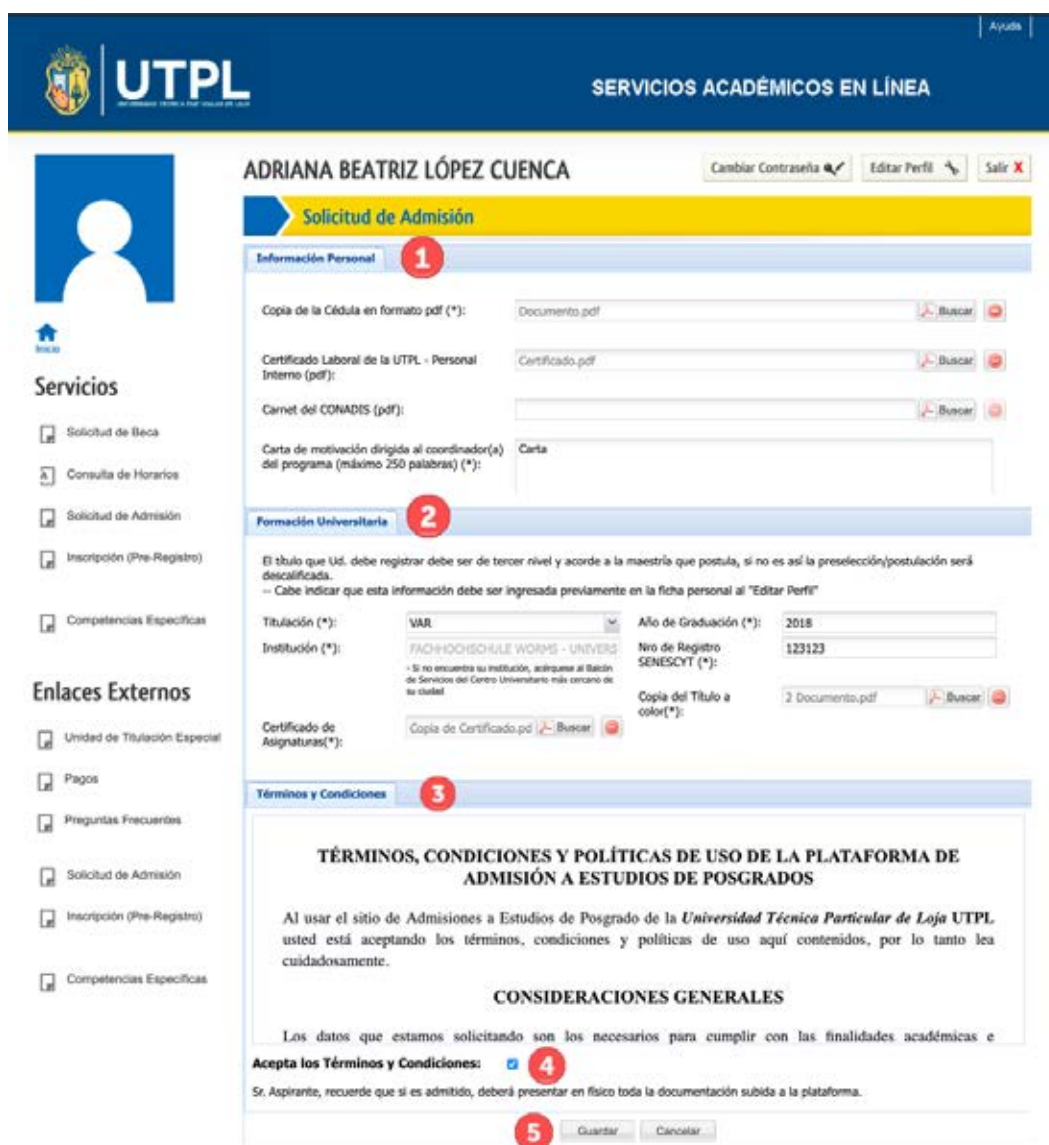 Ayuda
UTPL
SERVICIOS ACADÉMICOS EN LÍNEA
ADRIANA BEATRIZ LÓPEZ CUENCA
Cambiar Contraseña
Editar Perfil
Salir X
Solicitud de Admisión
Información Personal
1
Copia de la Cédula en formato pdf (*):
Documento.pdf
Buscar
Certificado Laboral de la UTPL - Personal
Interno (pdf):
Certificado.pdf
Buscar
Carnet del CONADIS (pdf):
Buscar
Carta de motivación dirigida al coordinador(a)
del programa (máximo 250 palabras) (*):
Carta
Inicio
Servicios
Solicitud de Beca
Consulta de Horarios
Solicitud de Admisión
Inscripción (Pre-Registro)
Competencias Específicas
Enlaces Externos
Unidad de Titulación Especial
Pagos
Preguntas Frecuentes
Solicitud de Admisión
Inscripción (Pre-Registro)
Competencias Específicas
Formación Universitaria
2
El título que Ud. debe registrar debe ser de tercer nivel y acorde a la maestría que postula, si no es así la preselección/postulación será
descalificada.
-- Cabe indicar que esta información debe ser ingresada previamente en la ficha personal al "Editar Perfil"
Titulación (*):
VAR
Año de Graduación (*):
2018
Institución (*):
FACHHOCHSCHULE WORMS - UNIVERS
- Si no encuentra su institución, acérquese al Balcón
de Servicios del Centro Universitario más cercano de
su ciudad
Nro de Registro
SENESCYT (*):
123123
Copia del Título a
color(*):
2 Documento.pdf
Buscar
Certificado de
Asignaturas(*):
Copia de Certificado.pd
Buscar
Términos y Condiciones
3
TÉRMINOS, CONDICIONES Y POLÍTICAS DE USO DE LA PLATAFORMA DE
ADMISIÓN A ESTUDIOS DE POSGRADOS
Al usar el sitio de Admisiones a Estudios de Posgrado de la Universidad Técnica Particular de Loja UTPL
usted está aceptando los términos, condiciones y políticas de uso aquí contenidos, por lo tanto lea
cuidadosamente.
CONSIDERACIONES GENERALES
Los datos que estamos solicitando son los necesarios para cumplir con las finalidades académicas e
Acepta los Términos y Condiciones:
4
Sr. Aspirante, recuerde que si es admitido, deberá presentar en físico toda la documentación subida a la plataforma.
5
Guardar
Cancelar